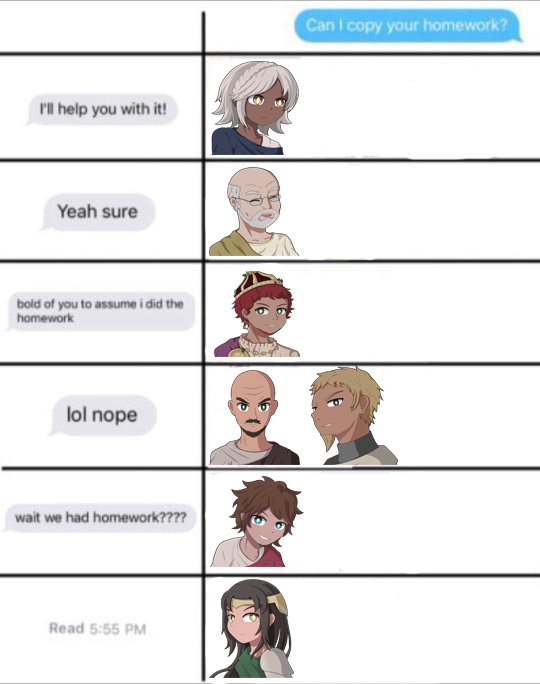 Can I copy your homework?
I'll help you with it!
Yeah sure
bold of you to assume i did the
homework
lol nope
wait we had homework????
Read 5:55 PM